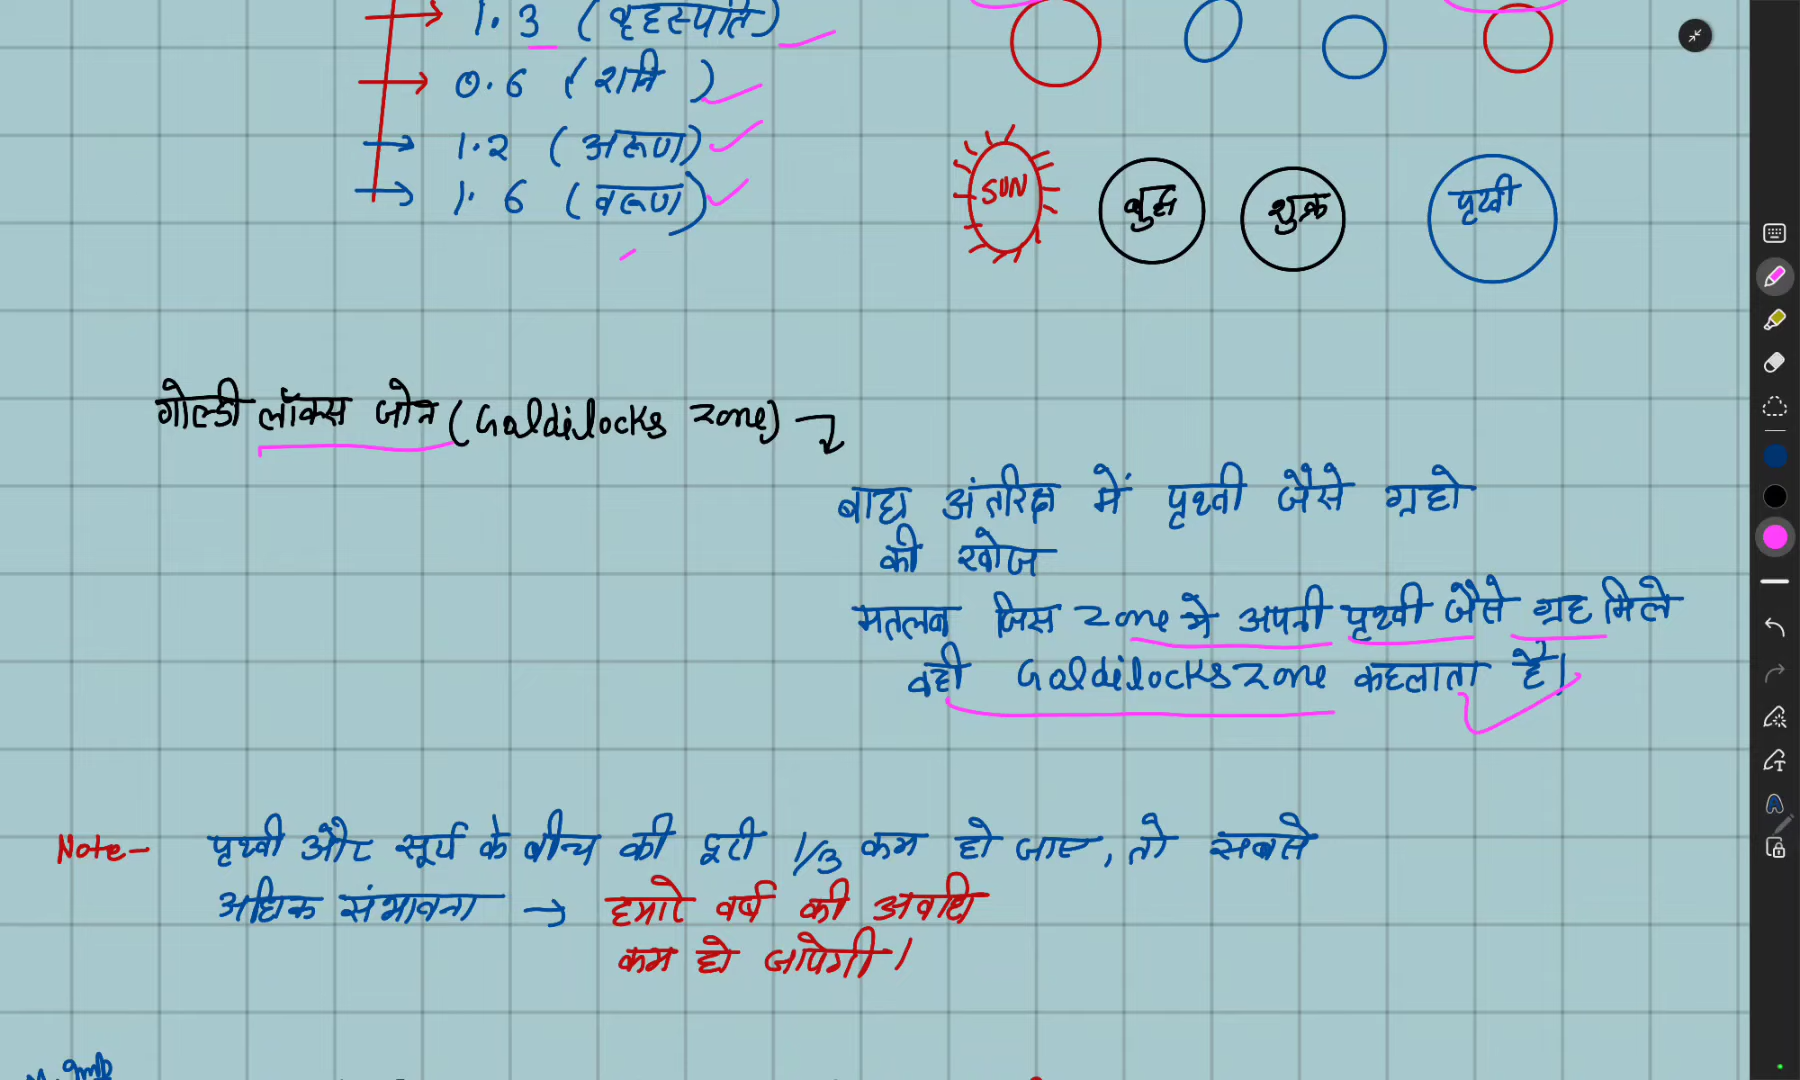 1.3 (बृहस्पति)
0.6 (शनि)
1.2 (अरूण)
1.6 (वरूण)
SUN बुध शुक्र पृथ्वी
गोल्डी लॉक्स जोन (Goldilocks zone)
बाह्य अंतरिक्ष में पृथ्वी जैसे ग्रहो
की खोज
मतलब जिस zone मे अपनी पृथ्वी जैसे ग्रह मिले
वही Goldilocks zone कहलाता है।
Note- पृथ्वी और सूर्य के बीच की दूरी 1/3 कम हो जाए, तो सबसे
अधिक संभावना → हमारे वर्ष की अवधि
कम हो जायेगी।